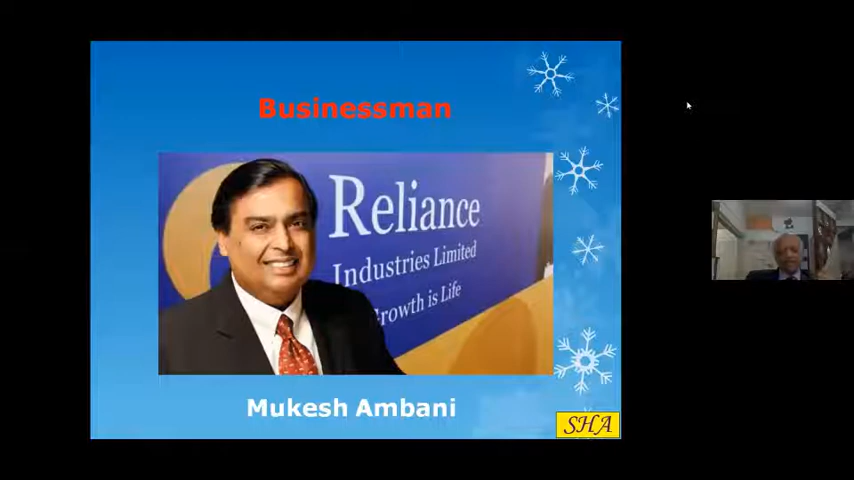 Businessman
Reliance
Industries Limited
Growth is Life
Mukesh Ambani
SHA